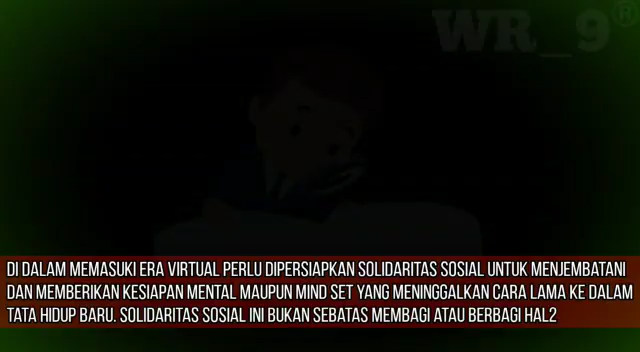 WR_9®
DI DALAM MEMASUKI ERA VIRTUAL PERLU DIPERSIAPKAN SOLIDARITAS SOSIAL UNTUK MENJEMBATANI
DAN MEMBERIKAN KESIAPAN MENTAL MAUPUN MIND SET YANG MENINGGALKAN CARA LAMA KE DALAM
TATA HIDUP BARU. SOLIDARITAS SOSIAL INI BUKAN SEBATAS MEMBAGI ATAU BERBAGI HAL2